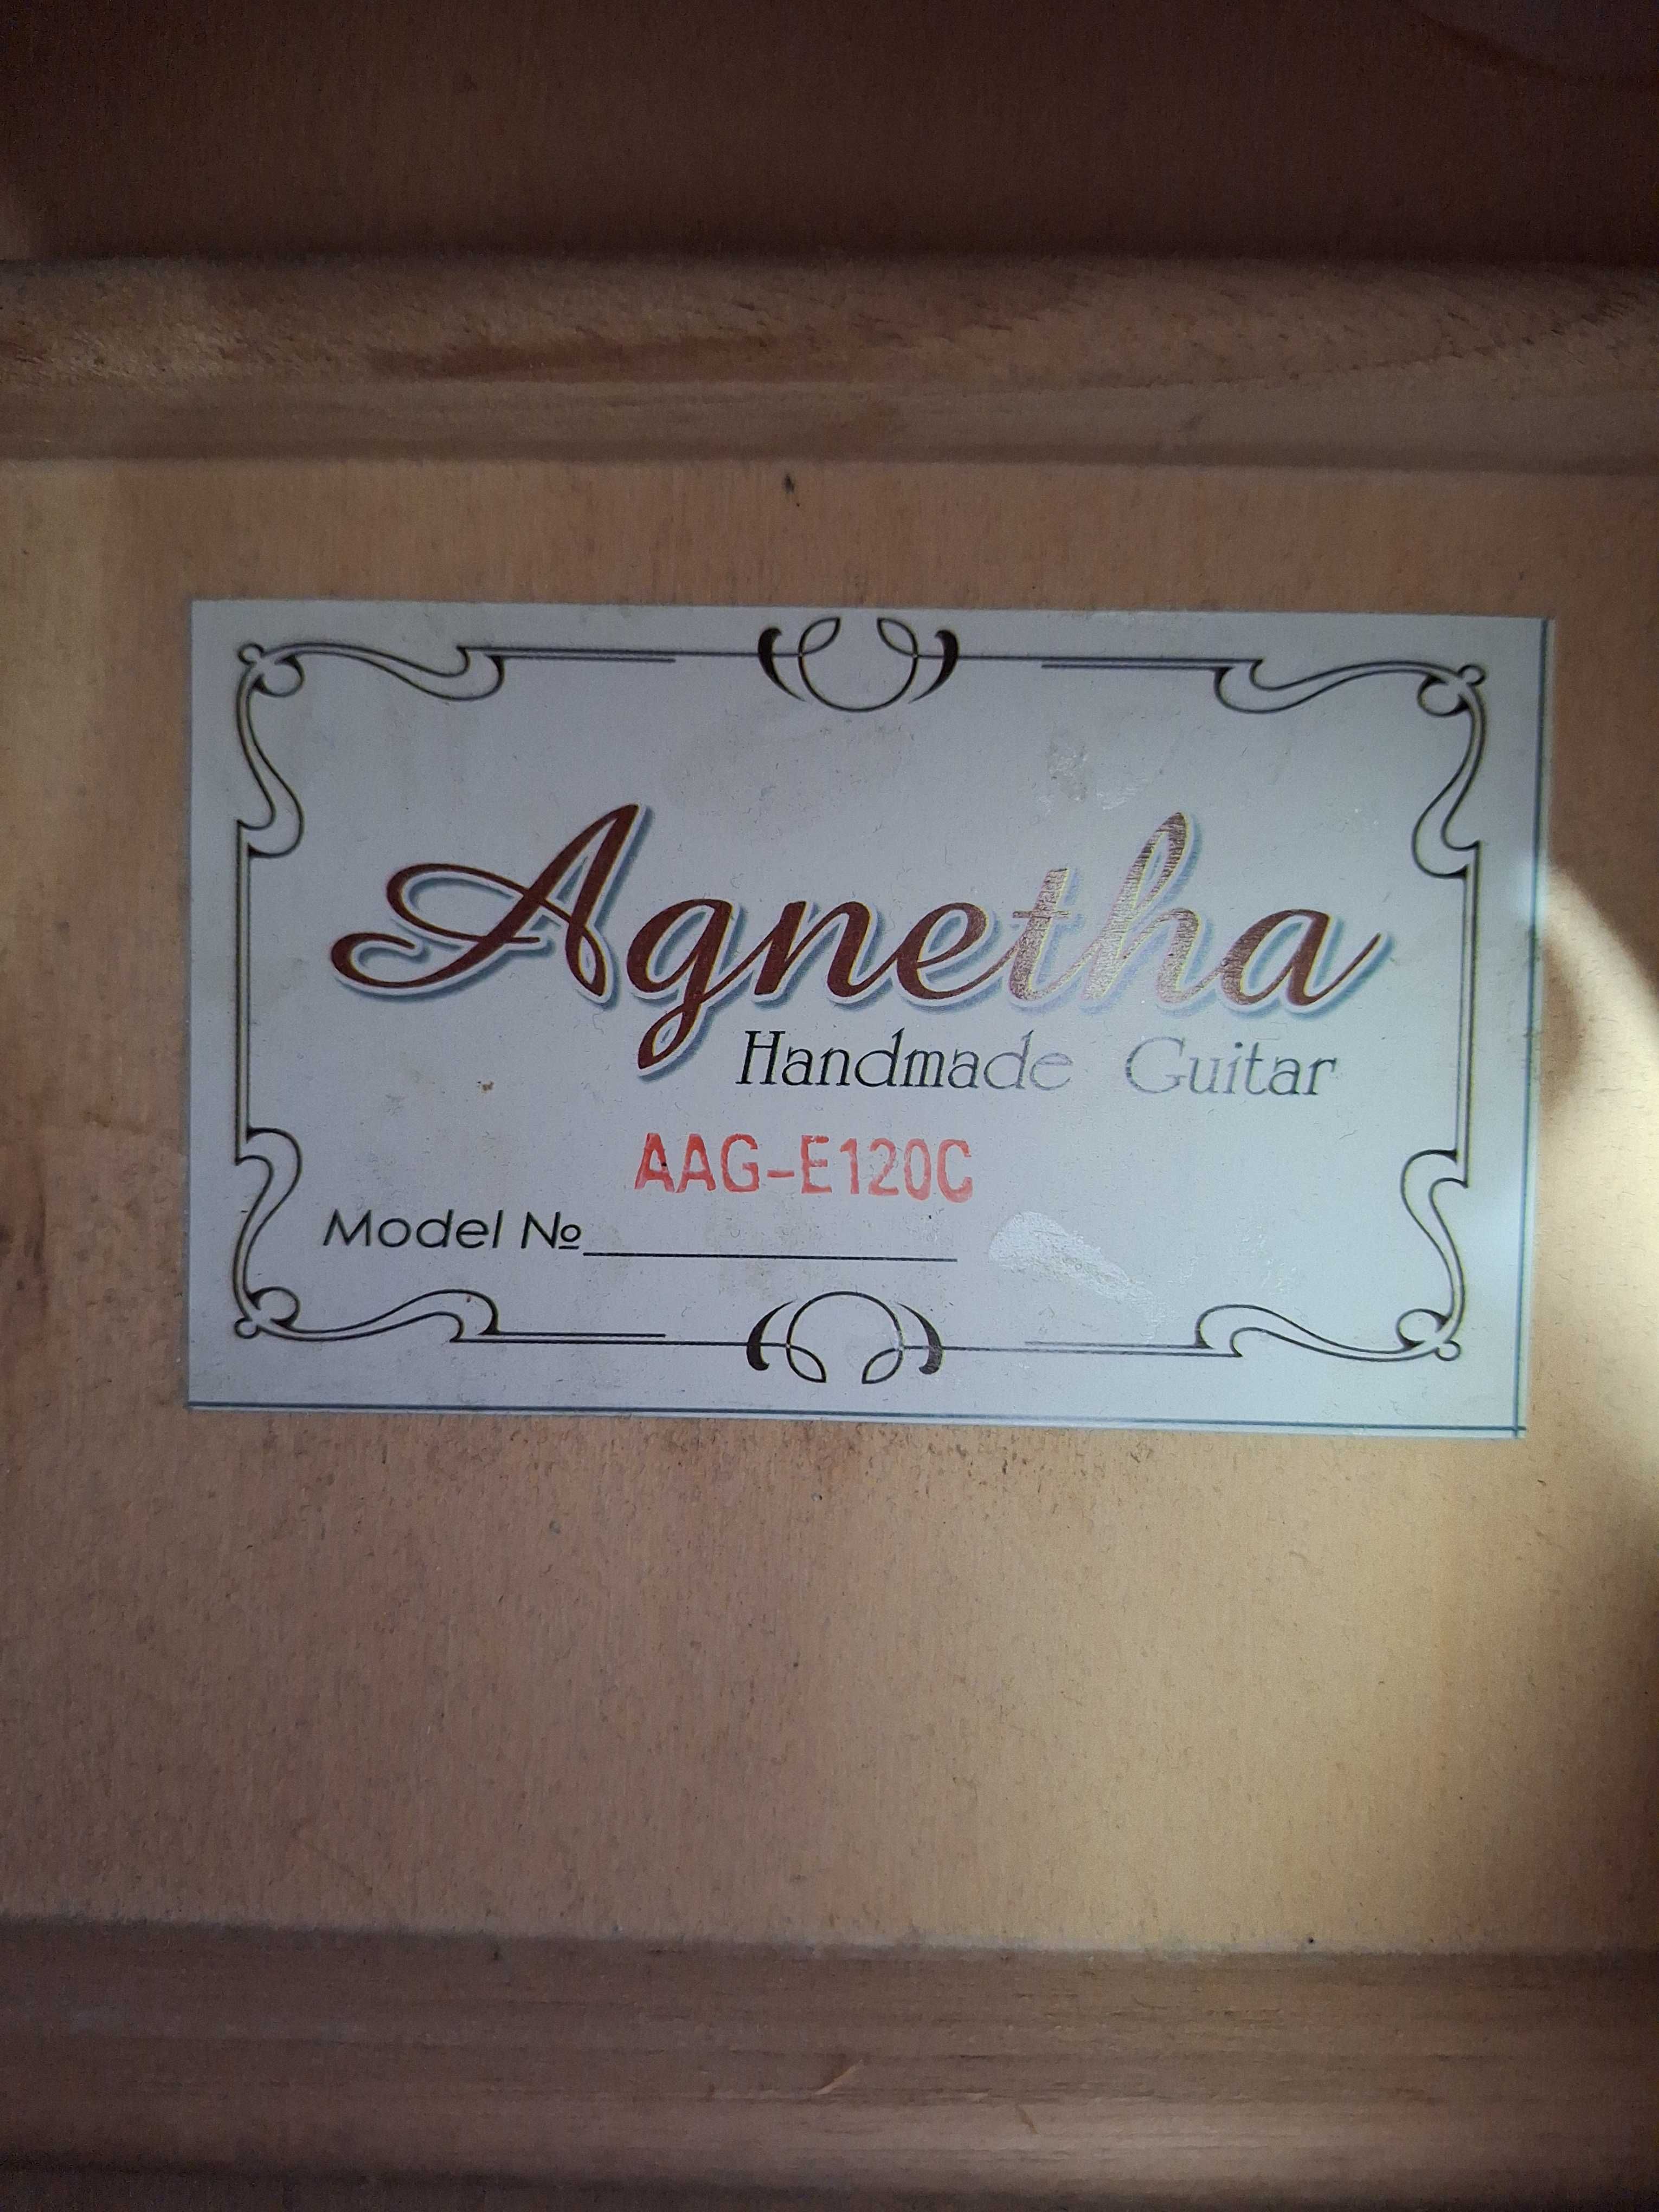 Agnetha
Handmade Guitar
AAG-E120C
Model №